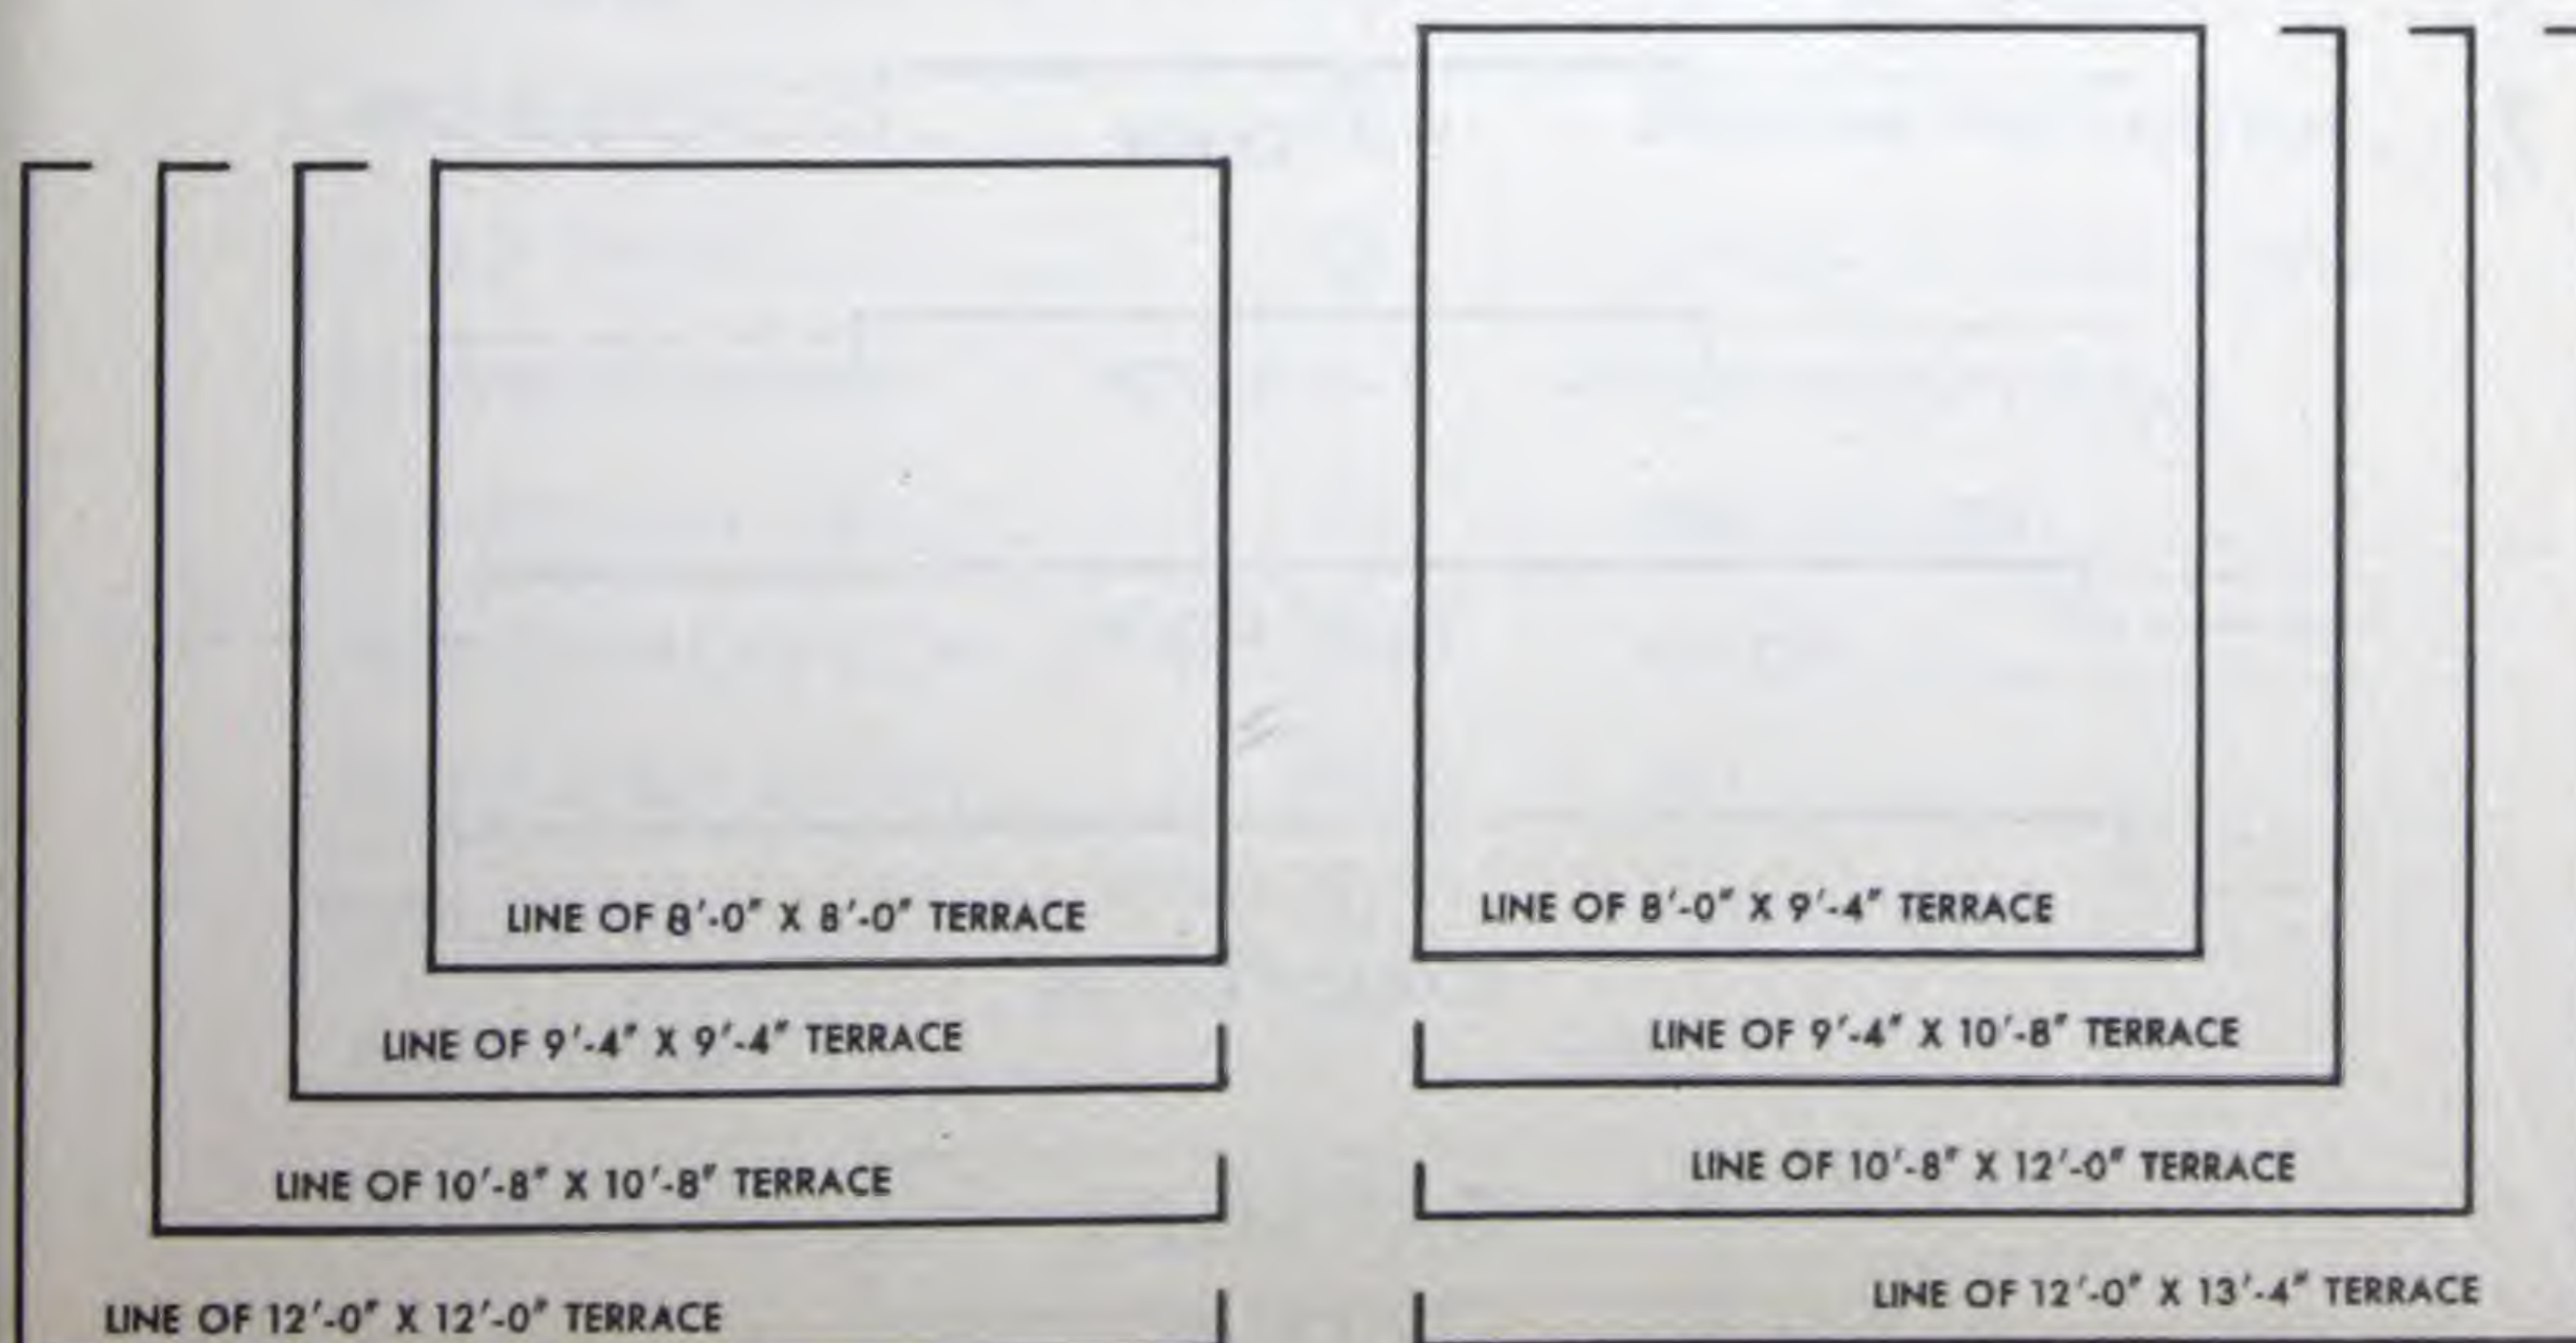 LINE OF 8'-0" X 8'-0" TERRACE
LINE OF 9'-4" X 9'-4" TERRACE
LINE OF 10'-8" X 10'-8" TERRACE
LINE OF 12'-0" X 12'-0" TERRACE
LINE OF 8'-0" X 9'-4" TERRACE
LINE OF 9'-4" X 10'-8" TERRACE
LINE OF 10'-8" X 12'-0" TERRACE
LINE OF 12'-0" X 13'-4" TERRACE